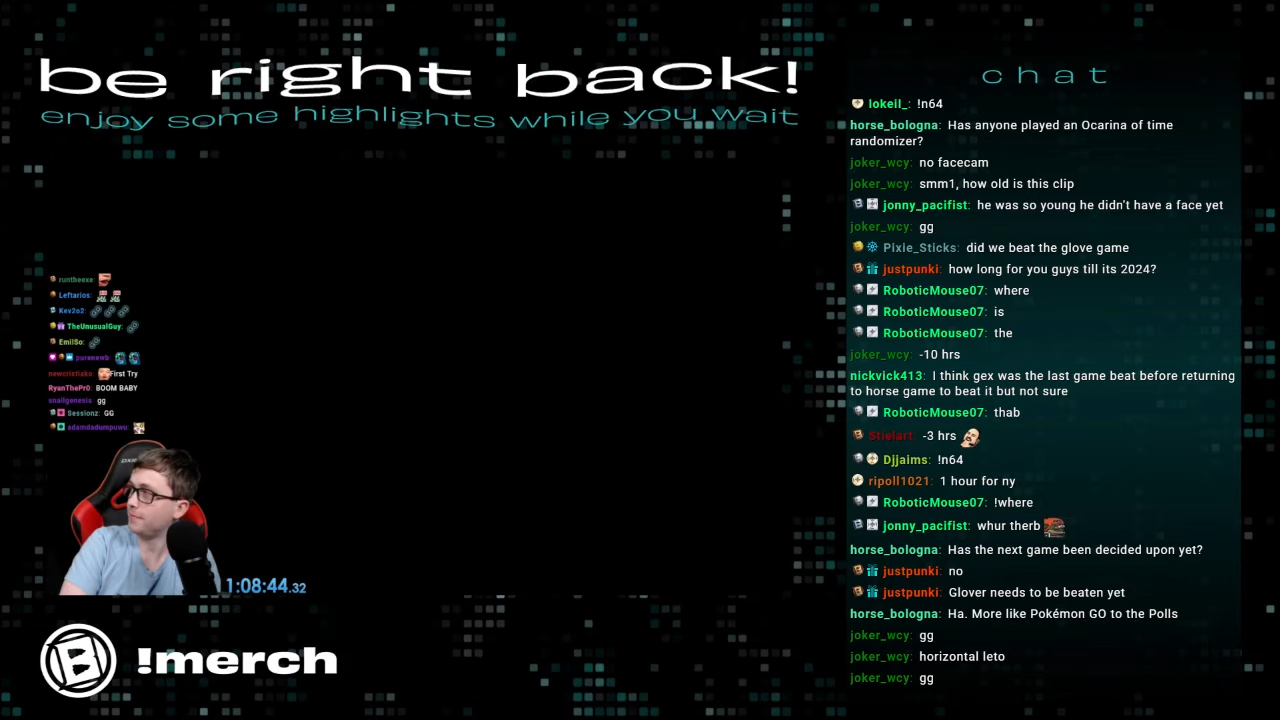 be right back!
enjoy some highlights while you wait
chat
lokeil_: !n64
horse_bologna: Has anyone played an Ocarina of time
randomizer?
joker_wcy: no facecam
joker_wcy: smm1, how old is this clip
jonny_pacifist: he was so young he didn't have a face yet
joker_wcy: gg
Pixie_Sticks: did we beat the glove game
justpunki: how long for you guys till its 2024?
RoboticMouse07: where
RoboticMouse07: is
RoboticMouse07: the
joker_wcy: -10 hrs
nickvick413: I think gex was the last game beat before returning
to horse game to beat it but not sure
RoboticMouse07: thab
Stielart: -3 hrs
Djjaims: !n64
ripoll1021: 1 hour for ny
RoboticMouse07: !where
jonny_pacifist: whur therb
horse_bologna: Has the next game been decided upon yet?
justpunki: no
justpunki: Glover needs to be beaten yet
horse_bologna: Ha. More like Pokémon GO to the Polls
joker_wcy: gg
joker_wcy: horizontal leto
joker_wcy: gg
runtheexe:
Leftarios:
Kev2o2:
TheUnusualGuy:
EmilSo:
purenewb:
newcristiako: First Try
RyanThePr0: BOOM BABY
snailgenesis gg
Sessionz: GG
adamdadumpuwu:
1:08:44.32
B !merch